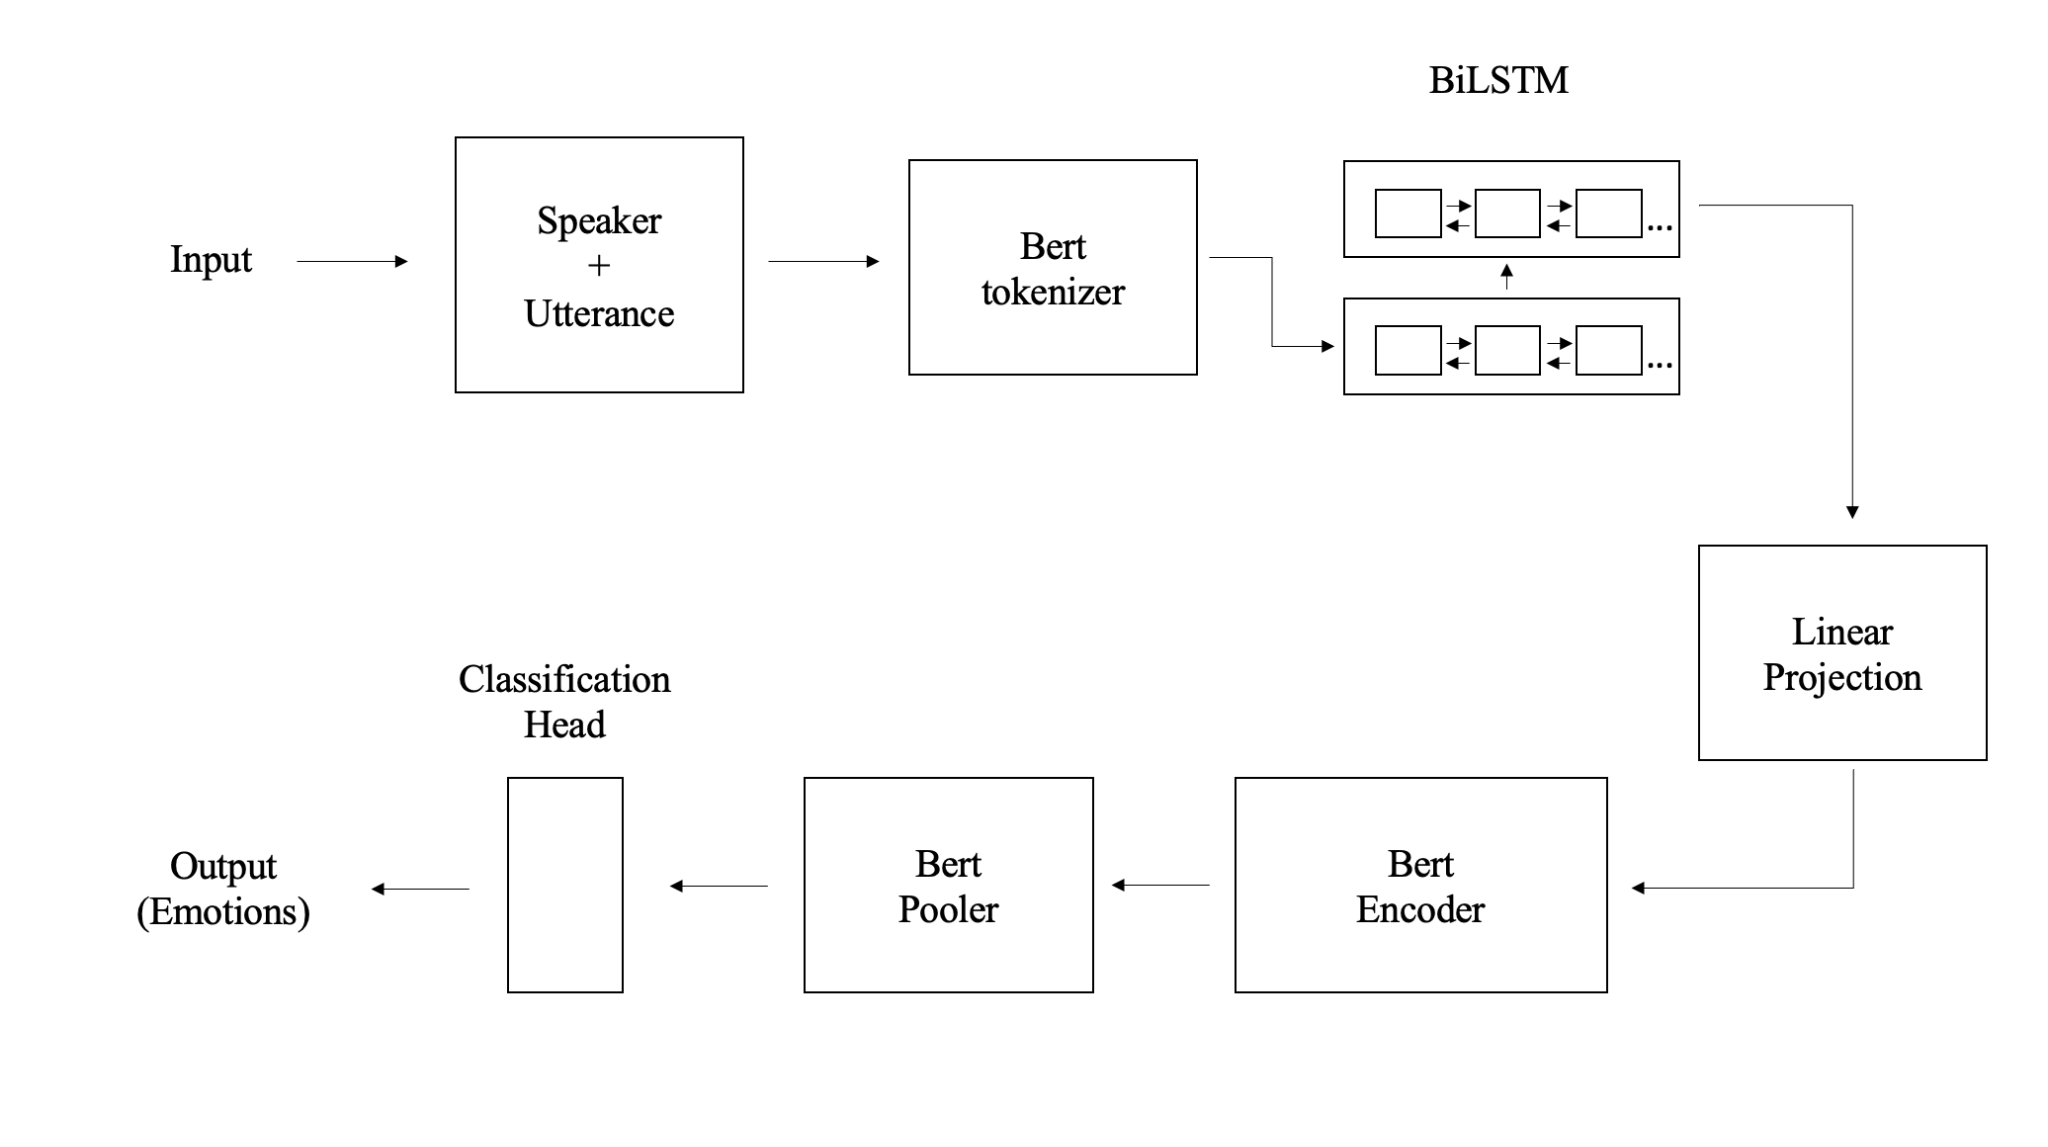 BiLSTM
Input
Speaker
+
Utterance
Bert
tokenizer
...
...
Linear
Projection
Classification
Head
Output
(Emotions)
Bert
Pooler
Bert
Encoder